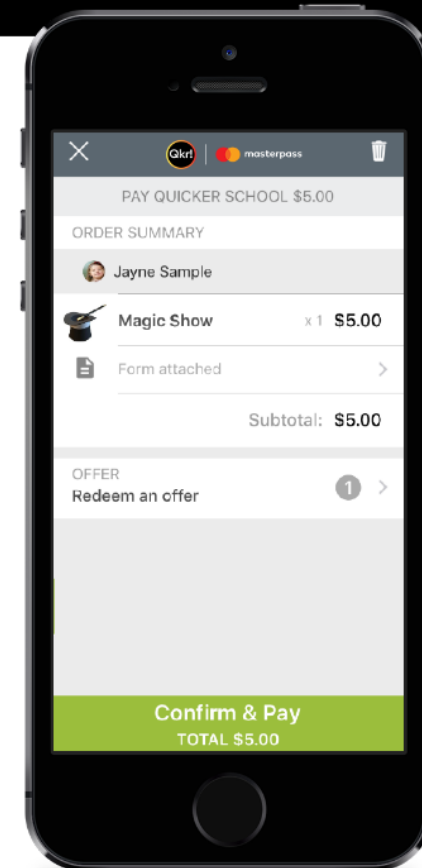 Qkr! masterpass
PAY QUICKER SCHOOL $5.00
ORDER SUMMARY
Jayne Sample
Magic Show x 1 $5.00
Form attached
Subtotal: $5.00
OFFER
Redeem an offer 1
Confirm & Pay
TOTAL $5.00